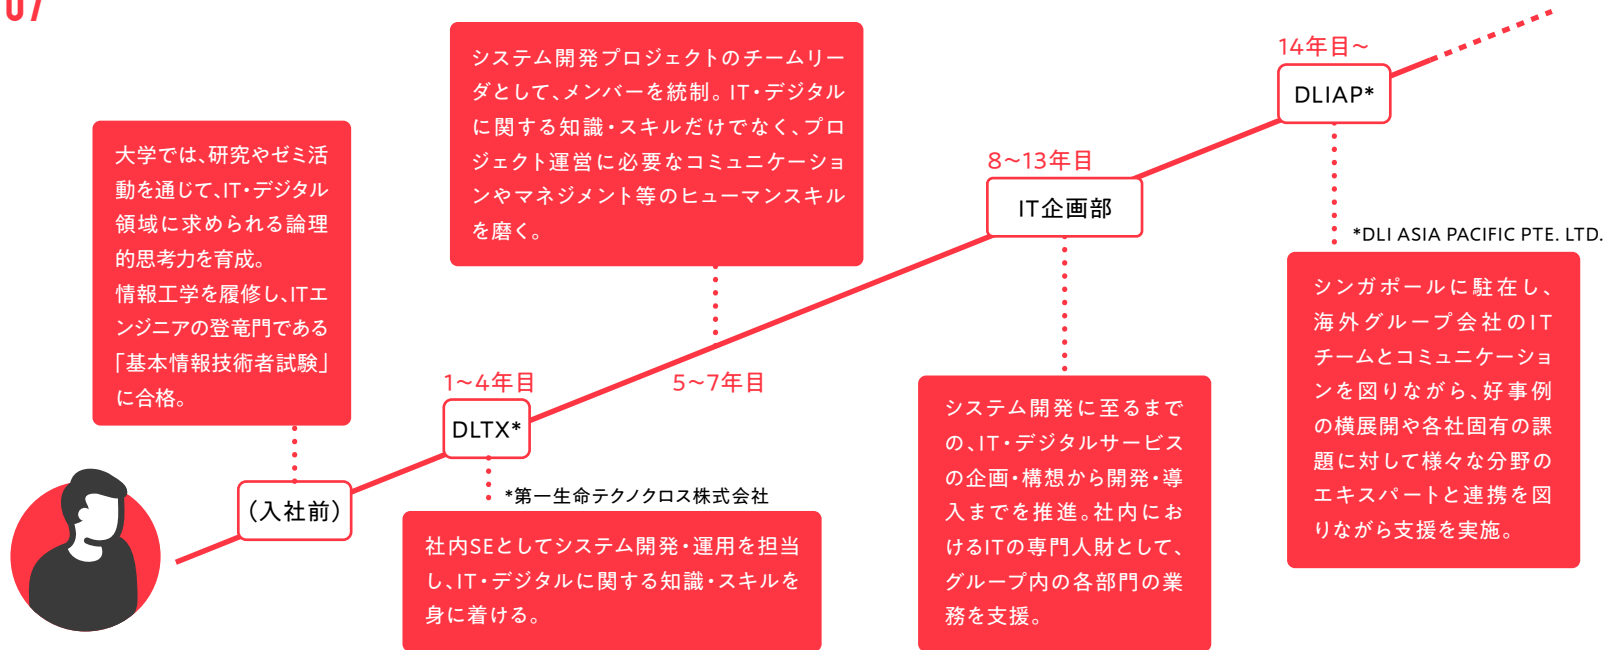 07
大学では、研究やゼミ活
動を通じて、IT・デジタル
領域に求められる論理
的思考力を育成。
情報工学を履修し、ITエ
ンジニアの登竜門である
「基本情報技術者試験」
に合格。
（入社前）
1~4年目
DLTX*
*第一生命テクノクロス株式会社
社内SEとしてシステム開発・運用を担当
し、IT・デジタルに関する知識・スキルを
身に着ける。
システム開発プロジェクトのチームリー
ダとして、メンバーを統制。IT・デジタル
に関する知識・スキルだけでなく、プロ
ジェクト運営に必要なコミュニケーショ
ンやマネジメント等のヒューマンスキル
を磨く。
5~7年目
8~13年目
IT企画部
システム開発に至るまで
の、IT・デジタルサービス
の企画・構想から開発・導
入までを推進。社内にお
けるITの専門人財として、
グループ内の各部門の業
務を支援。
14年目~
DLIAP*
*DLI ASIA PACIFIC PTE. LTD.
シンガポールに駐在し、
海外グループ会社のIT
チームとコミュニケーショ
ンを図りながら、好事例
の横展開や各社固有の課
題に対して様々な分野の
エキスパートと連携を図
りながら支援を実施。